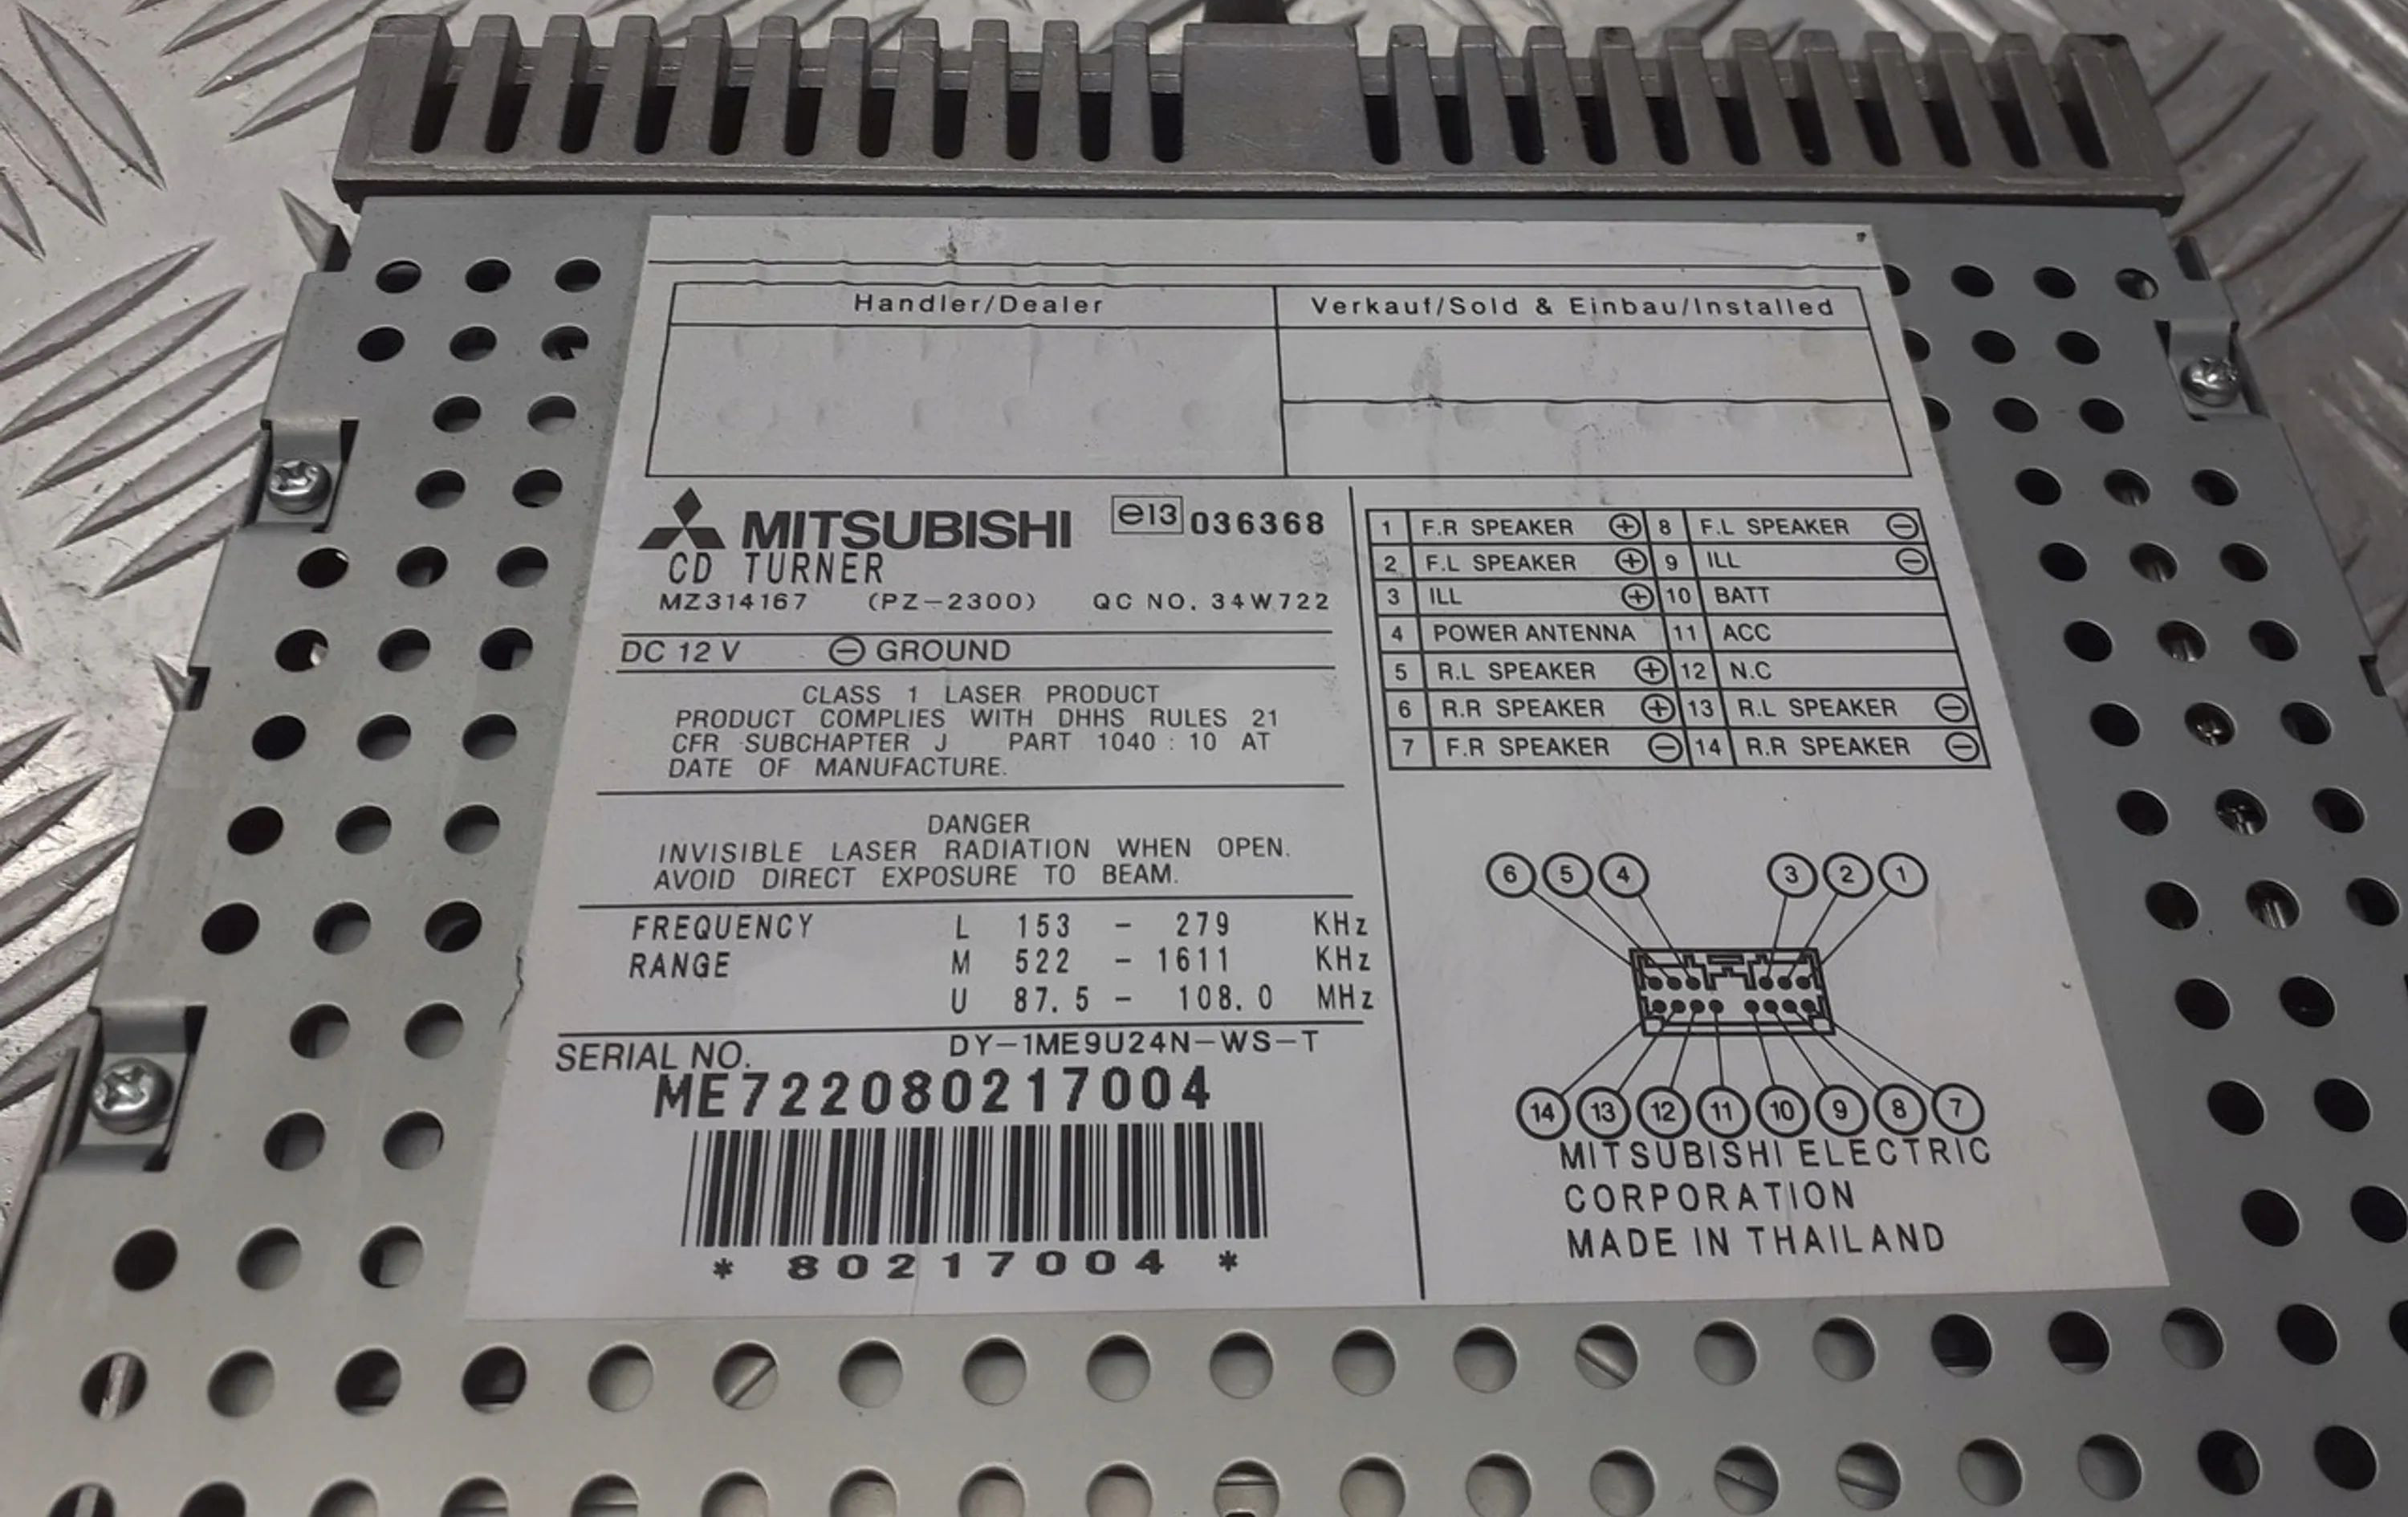 Handler/Dealer
Verkauf/Sold & Einbau/Installed
MITSUBISHI e13 036368
CD TURNER
MZ314167 (PZ-2300) QC NO. 34W722
DC 12 V ⊖ GROUND
CLASS 1 LASER PRODUCT
PRODUCT COMPLIES WITH DHHS RULES 21
CFR SUBCHAPTER J PART 1040 : 10 AT
DATE OF MANUFACTURE.
DANGER
INVISIBLE LASER RADIATION WHEN OPEN.
AVOID DIRECT EXPOSURE TO BEAM.
FREQUENCY L 153 - 279 KHz
RANGE M 522 - 1611 KHz
U 87.5 - 108.0 MHz
SERIAL NO. DY-1ME9U24N-WS-T
ME722080217004
* 80217004 *
1 F.R SPEAKER ⊕ 8 F.L SPEAKER ⊖
2 F.L SPEAKER ⊕ 9 ILL ⊖
3 ILL ⊕ 10 BATT
4 POWER ANTENNA 11 ACC
5 R.L SPEAKER ⊕ 12 N.C
6 R.R SPEAKER ⊕ 13 R.L SPEAKER ⊖
7 F.R SPEAKER ⊖ 14 R.R SPEAKER ⊖
6 5 4 3 2 1
14 13 12 11 10 9 8 7
MITSUBISHI ELECTRIC
CORPORATION
MADE IN THAILAND